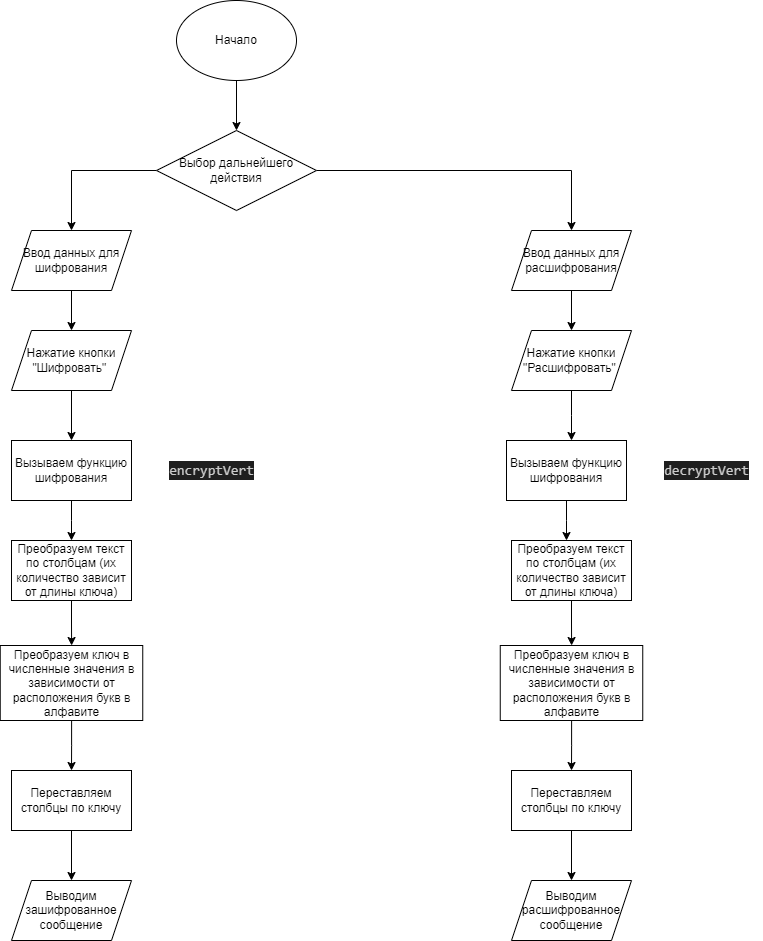 Начало
Выбор дальнейшего
действия
Ввод данных для
шифрования
Ввод данных для
расшифрования
Нажатие кнопки
"Шифровать"
Нажатие кнопки
"Расшифровать"
Вызываем функцию
шифрования
encryptVert
Вызываем функцию
шифрования
decryptVert
Преобразуем текст
по столбцам (их
количество зависит
от длины ключа)
Преобразуем текст
по столбцам (их
количество зависит
от длины ключа)
Преобразуем ключ в
численные значения в
зависимости от
расположения букв в
алфавите
Преобразуем ключ в
численные значения в
зависимости от
расположения букв в
алфавите
Переставляем
столбцы по ключу
Переставляем
столбцы по ключу
Выводим
зашифрованное
сообщение
Выводим
расшифрованное
сообщение